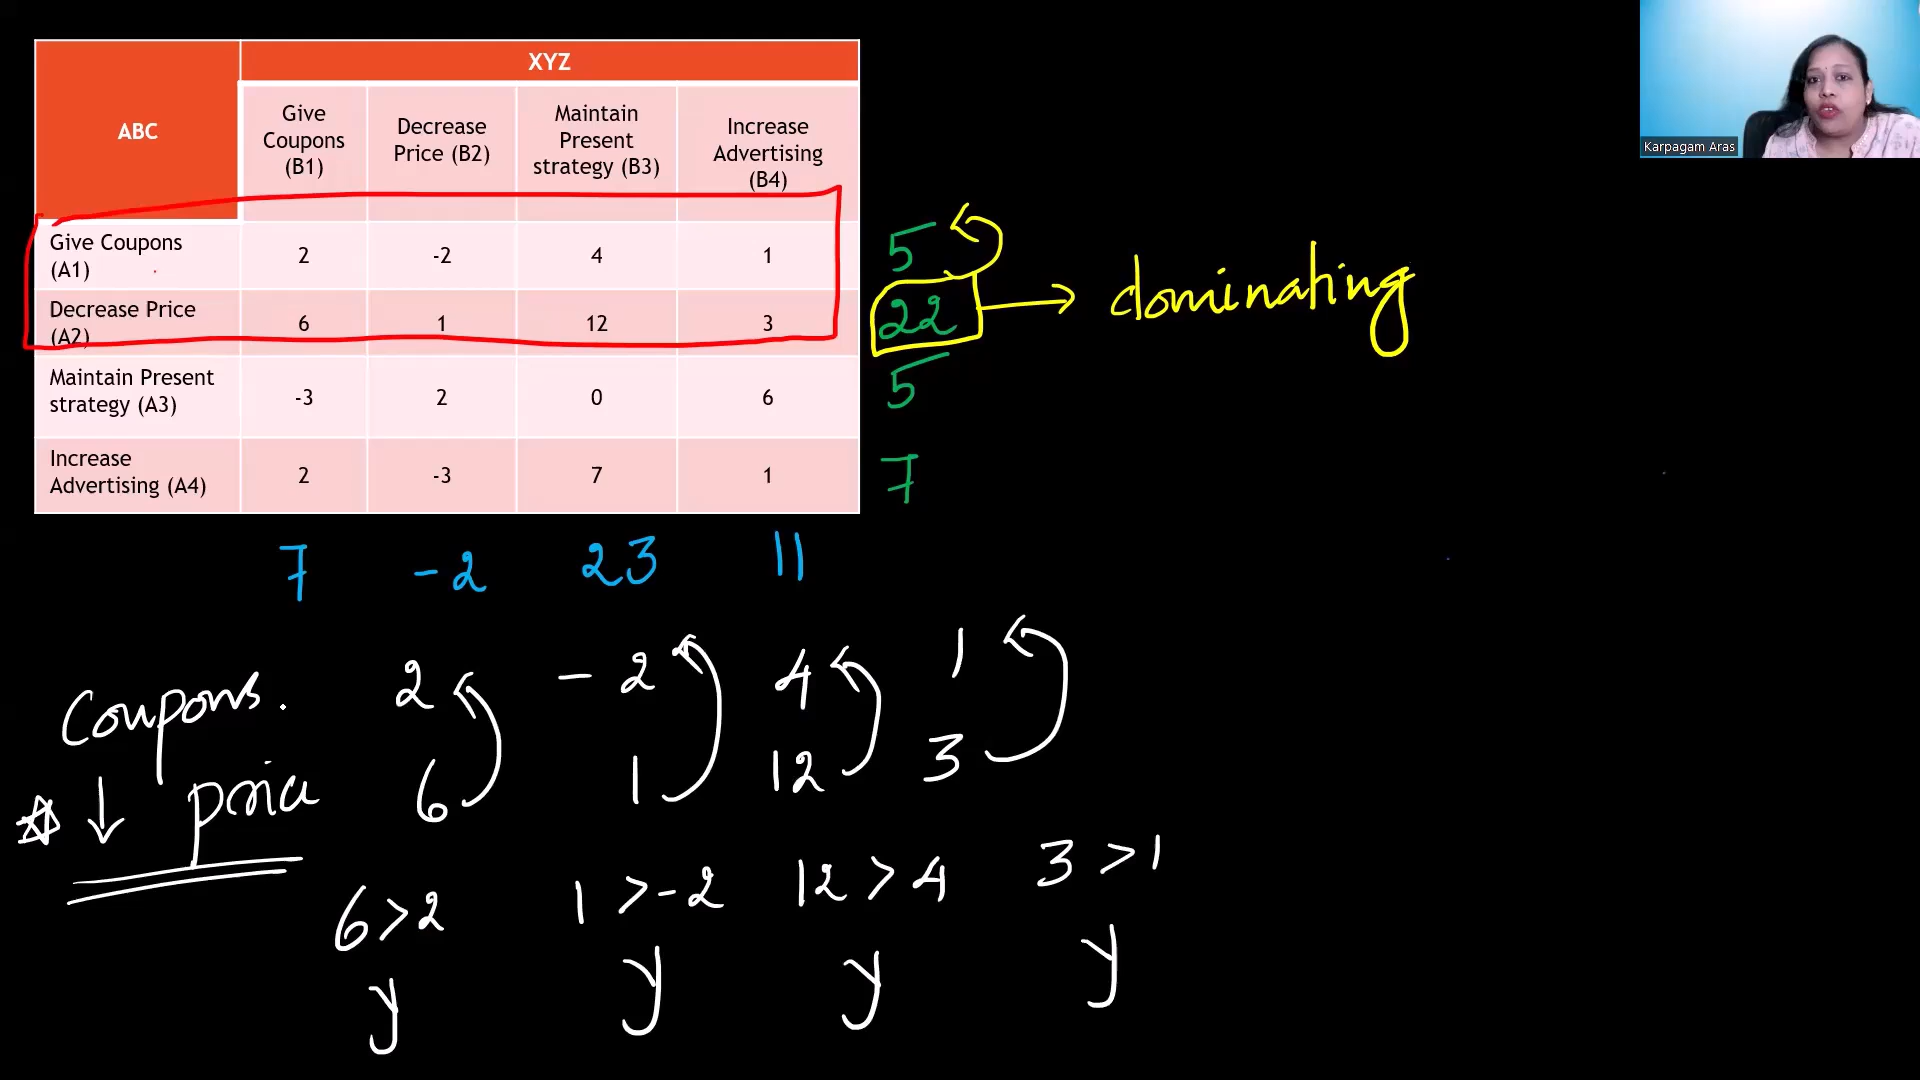 XYZ
ABC
Give Coupons (B1)
Decrease Price (B2)
Maintain Present strategy (B3)
Increase Advertising (B4)
Give Coupons (A1) 2 -2 4 1 5
Decrease Price (A2) 6 1 12 3 22 dominating
Maintain Present strategy (A3) -3 2 0 6 5
Increase Advertising (A4) 2 -3 7 1 7
7 -2 23 11
Coupons. 2 -2 4 1
↓ price 6 1 12 3
6>2 1>-2 12>4 3>1
y y y y
Karpagam Aras